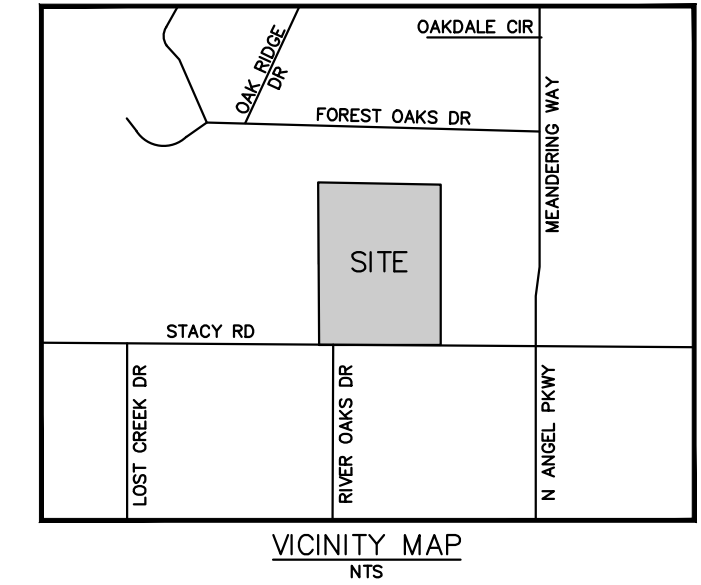 OAKDALE CIR
OAK RIDGE
DR
FOREST OAKS DR
MEANDERING WAY
SITE
STACY RD
LOST CREEK DR
RIVER OAKS DR
N ANGEL PKWY
VICINITY MAP
NTS